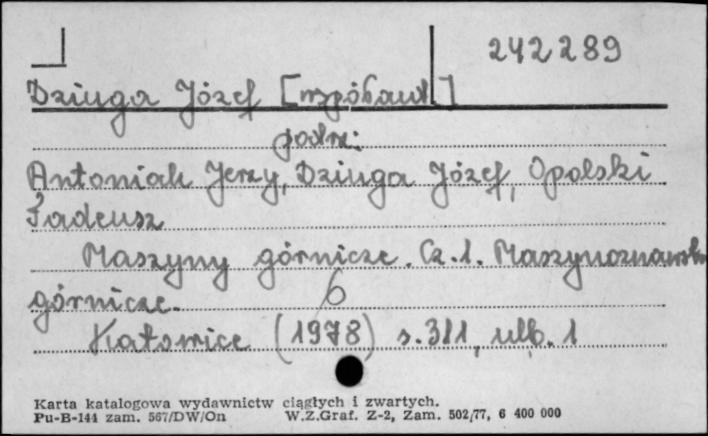 242289
Dziuga Józef [współaut.]
patrz:
Antoniak Jerzy, Dziuga Józef, Opolski
Tadeusz
Maszyny górnicze. Cz. 1. Maszynoznawstw
górnicze.
6
Katowice (1978) s. 311, ulb. 1
Karta katalogowa wydawnictw ciągłych i zwartych.
Pu-B-144 zam. 567/DW/On W.Z.Graf. Z-2, Zam. 502/77, 6 400 000